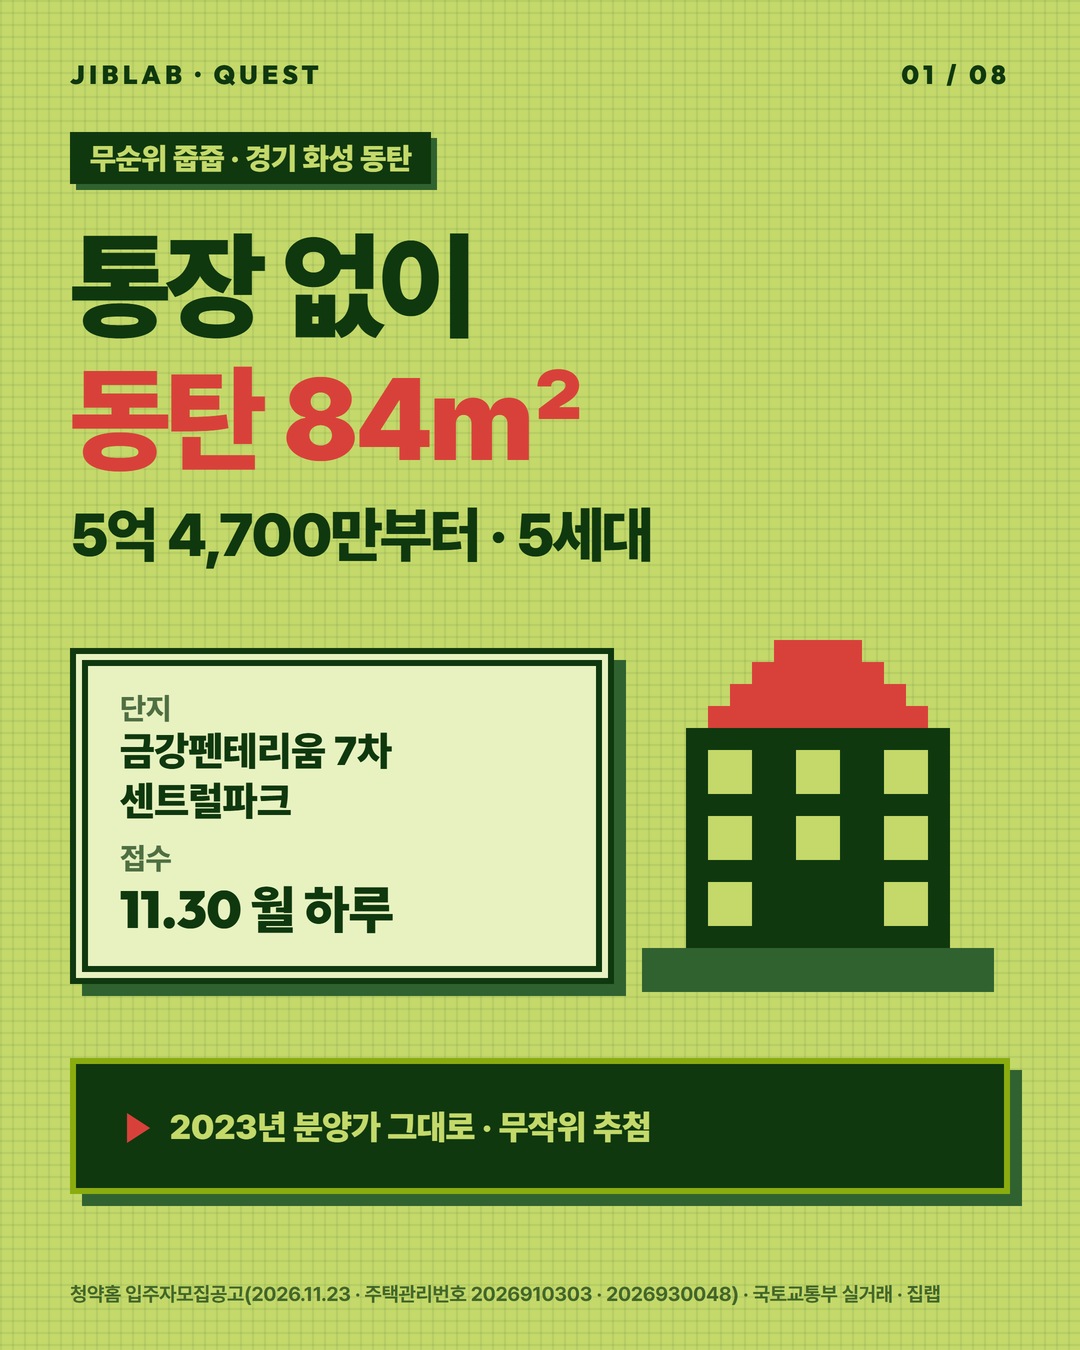 JIBLAB · QUEST
01 / 08
무순위 줍줍 · 경기 화성 동탄
통장 없이
동탄 84m²
5억 4,700만부터 · 5세대
단지
금강펜테리움 7차
센트럴파크
접수
11.30 월 하루
▶ 2023년 분양가 그대로 · 무작위 추첨
청약홈 입주자모집공고(2026.11.23 · 주택관리번호 2026910303 · 2026930048) · 국토교통부 실거래 · 집랩